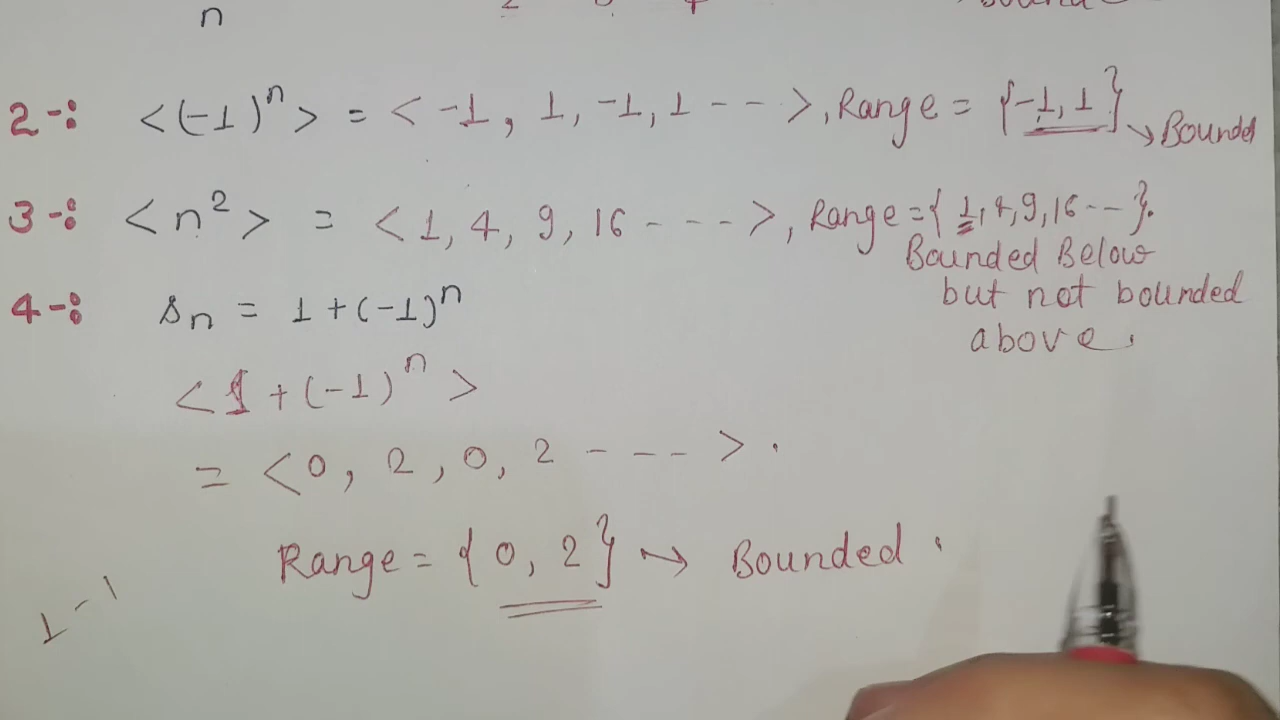 n
2-: <(-1)^n> = < -1, 1, -1, 1 - - - >, Range = {-1, 1} → Bounded
3-: <n²> = <1, 4, 9, 16 - - - - >, Range = {1, 4, 9, 16 - - }.
Bounded Below
but not bounded
above.
4-: Sn = 1 + (-1)^n
<1 + (-1)^n>
= <0, 2, 0, 2 - - - - >.
Range = {0, 2} → Bounded.
1 - 1